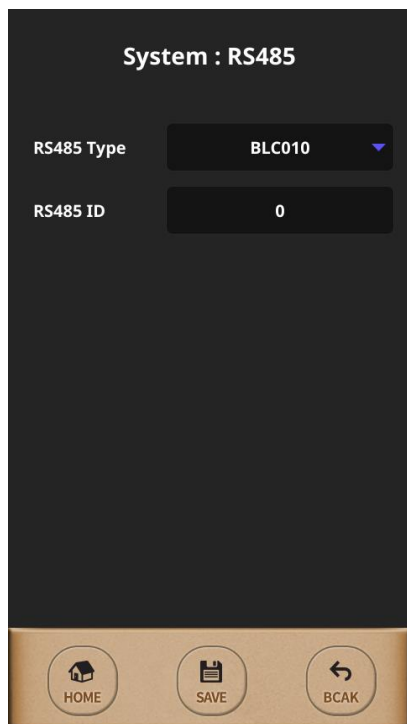 System : RS485
RS485 Type BLC010
RS485 ID 0
HOME SAVE BCAK